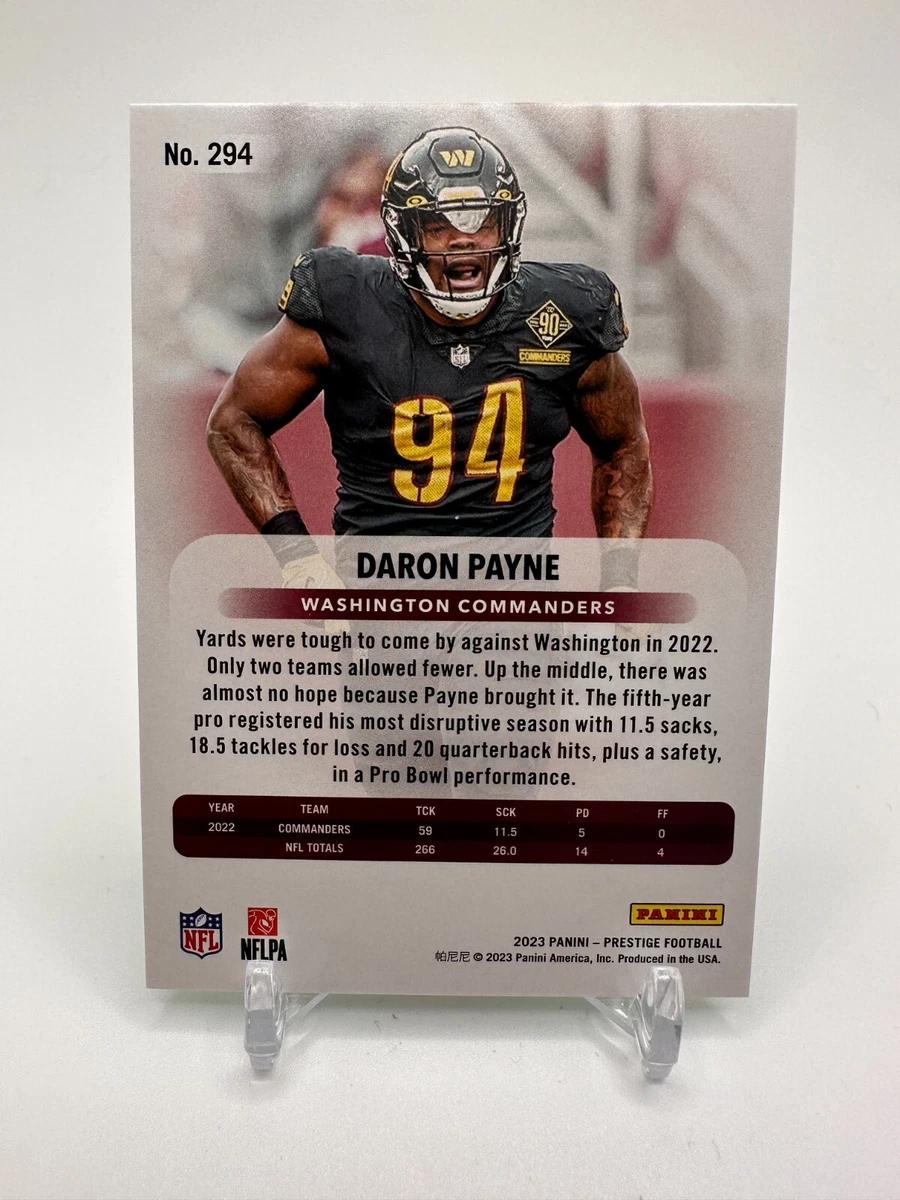 No. 294
W
90
COMMANDERS
NFL
94
DARON PAYNE
WASHINGTON COMMANDERS
Yards were tough to come by against Washington in 2022.
Only two teams allowed fewer. Up the middle, there was
almost no hope because Payne brought it. The fifth-year
pro registered his most disruptive season with 11.5 sacks,
18.5 tackles for loss and 20 quarterback hits, plus a safety,
in a Pro Bowl performance.
YEAR TEAM TCK SCK PD FF
2022 COMMANDERS 59 11.5 5 0
NFL TOTALS 266 26.0 14 4
PANINI
NFL NFLPA
2023 PANINI – PRESTIGE FOOTBALL
帕尼尼 © 2023 Panini America, Inc. Produced in the USA.